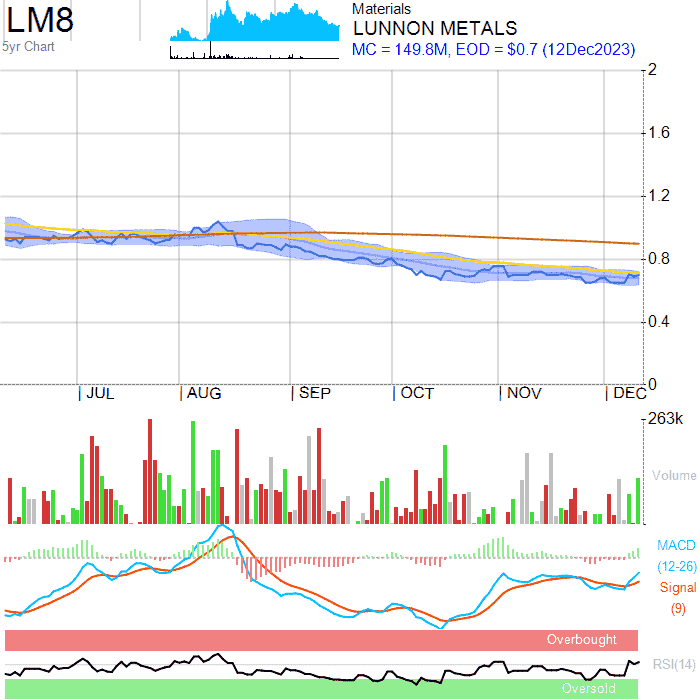 LM8
5yr Chart
Materials
LUNNON METALS
MC = 149.8M, EOD = $0.7 (12Dec2023)
2
1.6
1.2
0.8
0.4
0
JUL AUG SEP OCT NOV DEC
263k
Volume
MACD
(12-26)
Signal
(9)
Overbought
RSI(14)
Oversold